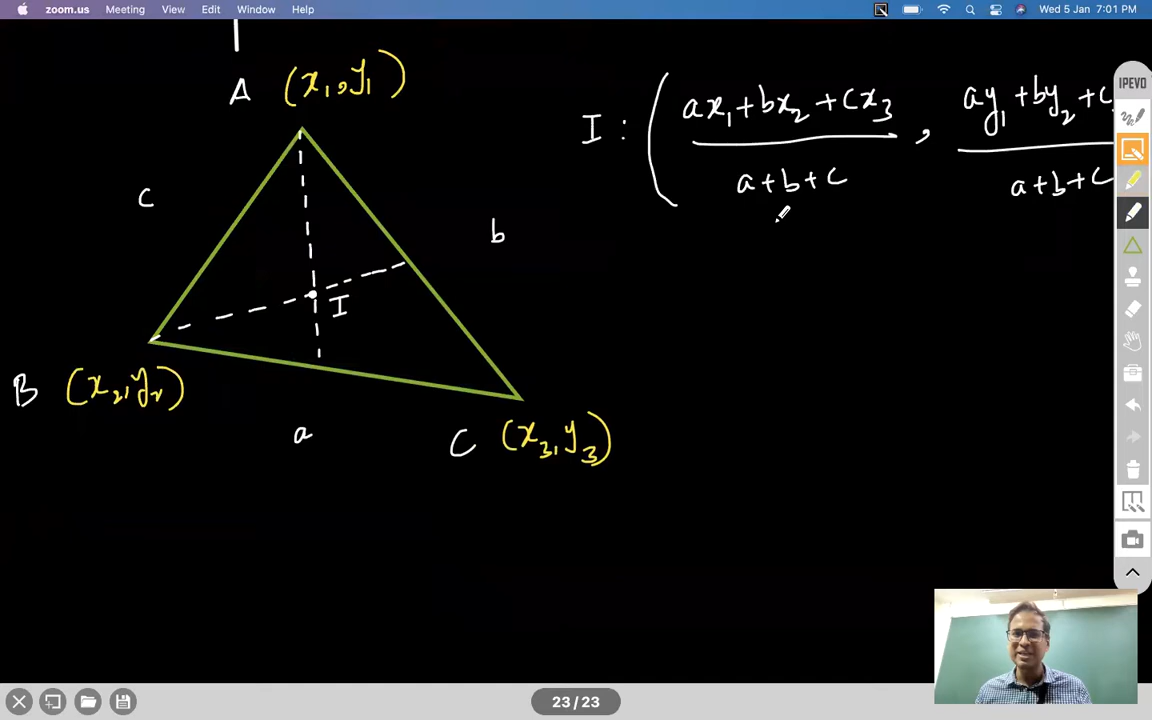 zoom.us Meeting View Edit Window Help Wed 5 Jan 7:01 PM
A (x₁, y₁)
I : ( ax₁+bx₂+cx₃ / a+b+c , ay₁+by₂+c / a+b+c
IPEVO
c
b
I
B (x₂, y₂)
a
C (x₃, y₃)
23/23